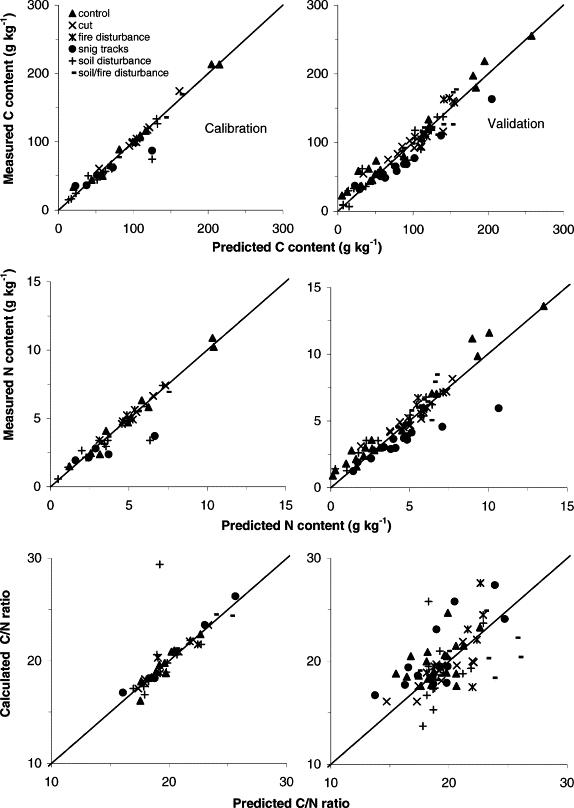 control
cut
fire disturbance
snig tracks
soil disturbance
soil/fire disturbance
Calibration
Validation
Measured C content (g kg-1)
300
200
100
0
0 100 200 300
300
200
100
0
0 100 200 300
Predicted C content (g kg-1)
Measured N content (g kg-1)
15
10
5
0
0 5 10 15
15
10
5
0
0 5 10 15
Predicted N content (g kg-1)
Calculated C/N ratio
30
20
10
10 20 30
30
20
10
10 20 30
Predicted C/N ratio